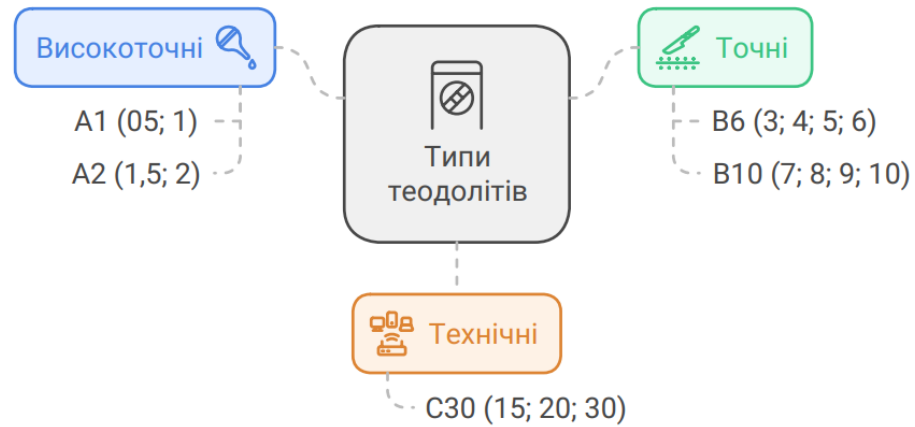 Високоточні
A1 (05; 1)
A2 (1,5; 2)
Типи
теодолітів
Точні
B6 (3; 4; 5; 6)
B10 (7; 8; 9; 10)
Технічні
C30 (15; 20; 30)